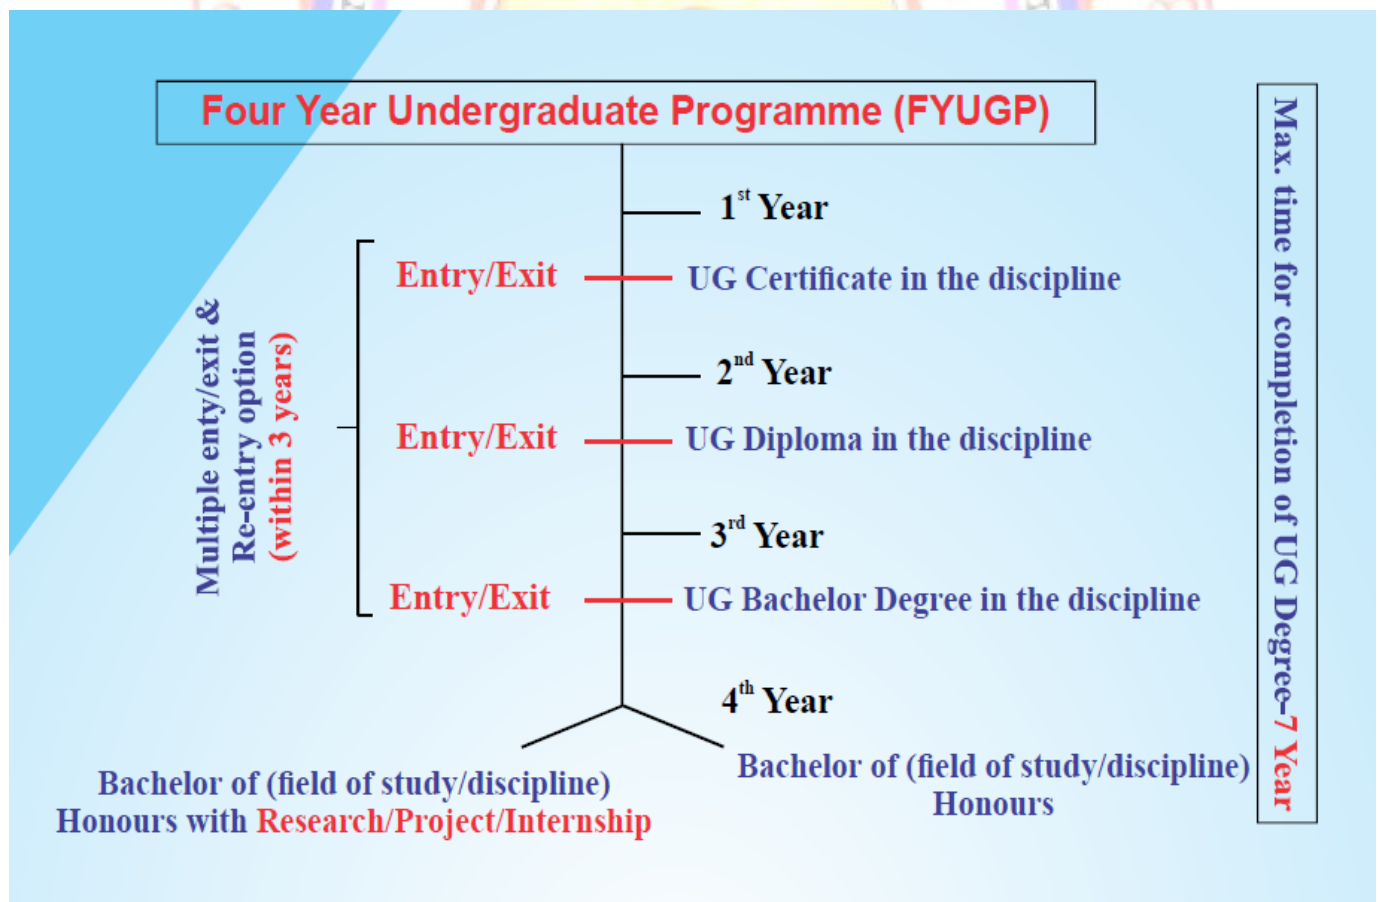 Four Year Undergraduate Programme (FYUGP)
1st Year
Entry/Exit
UG Certificate in the discipline
2nd Year
Entry/Exit
UG Diploma in the discipline
3rd Year
Entry/Exit
UG Bachelor Degree in the discipline
4th Year
Bachelor of (field of study/discipline)
Honours with Research/Project/Internship
Bachelor of (field of study/discipline)
Honours
Multiple enty/exit &
Re-entry option
(within 3 years)
Max. time for completion of UG Degree-7 Year